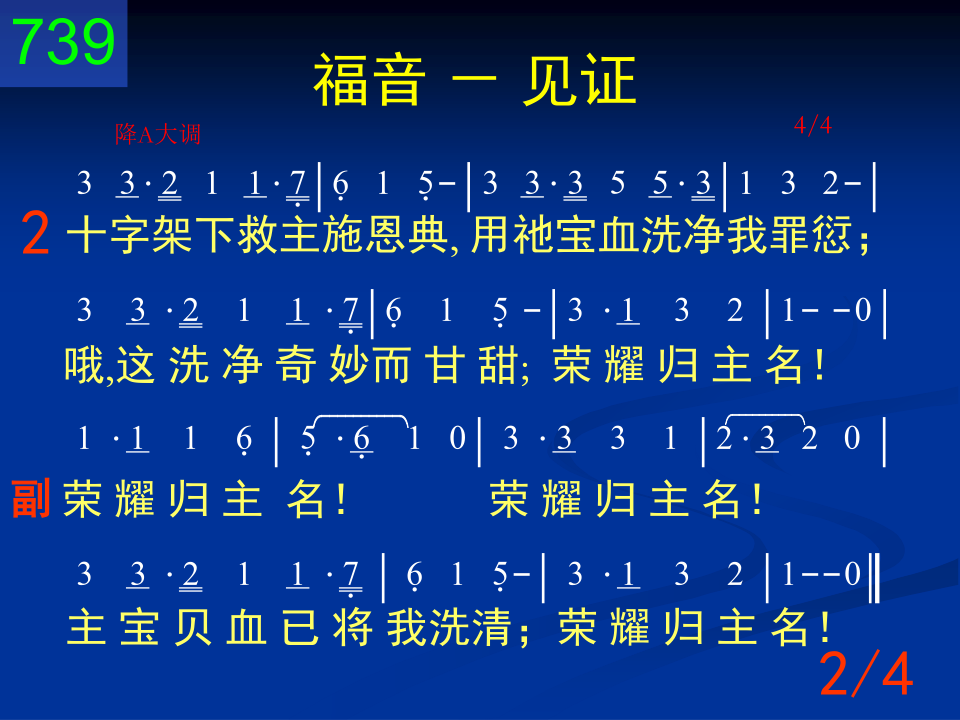 739
福音 － 见证
降A大调
4/4
3 3·2 1 1·7|6 1 5-|3 3·3 5 5·3|1 3 2-|
2 十字架下救主施恩典, 用祂宝血洗净我罪愆；
3 3·2 1 1·7|6 1 5-|3·1 3 2|1--0|
哦,这洗净奇妙而甘甜; 荣耀归主名！
1·1 1 6|5·6 1 0|3·3 3 1|2·3 2 0|
副 荣耀归主名！ 荣耀归主名！
3 3·2 1 1·7|6 1 5-|3·1 3 2|1--0‖
主宝贝血已将我洗清；荣耀归主名！
2/4